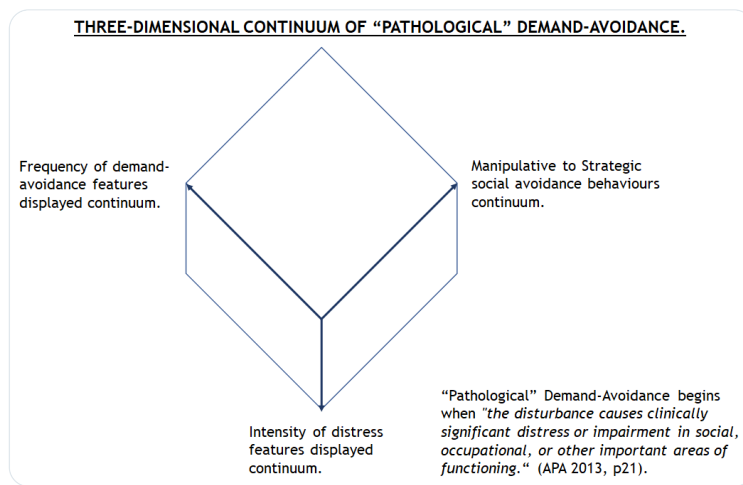 THREE-DIMENSIONAL CONTINUUM OF “PATHOLOGICAL” DEMAND-AVOIDANCE.
Frequency of demand-
avoidance features
displayed continuum.
Manipulative to Strategic
social avoidance behaviours
continuum.
Intensity of distress
features displayed
continuum.
“Pathological” Demand-Avoidance begins
when "the disturbance causes clinically
significant distress or impairment in social,
occupational, or other important areas of
functioning.“ (APA 2013, p21).